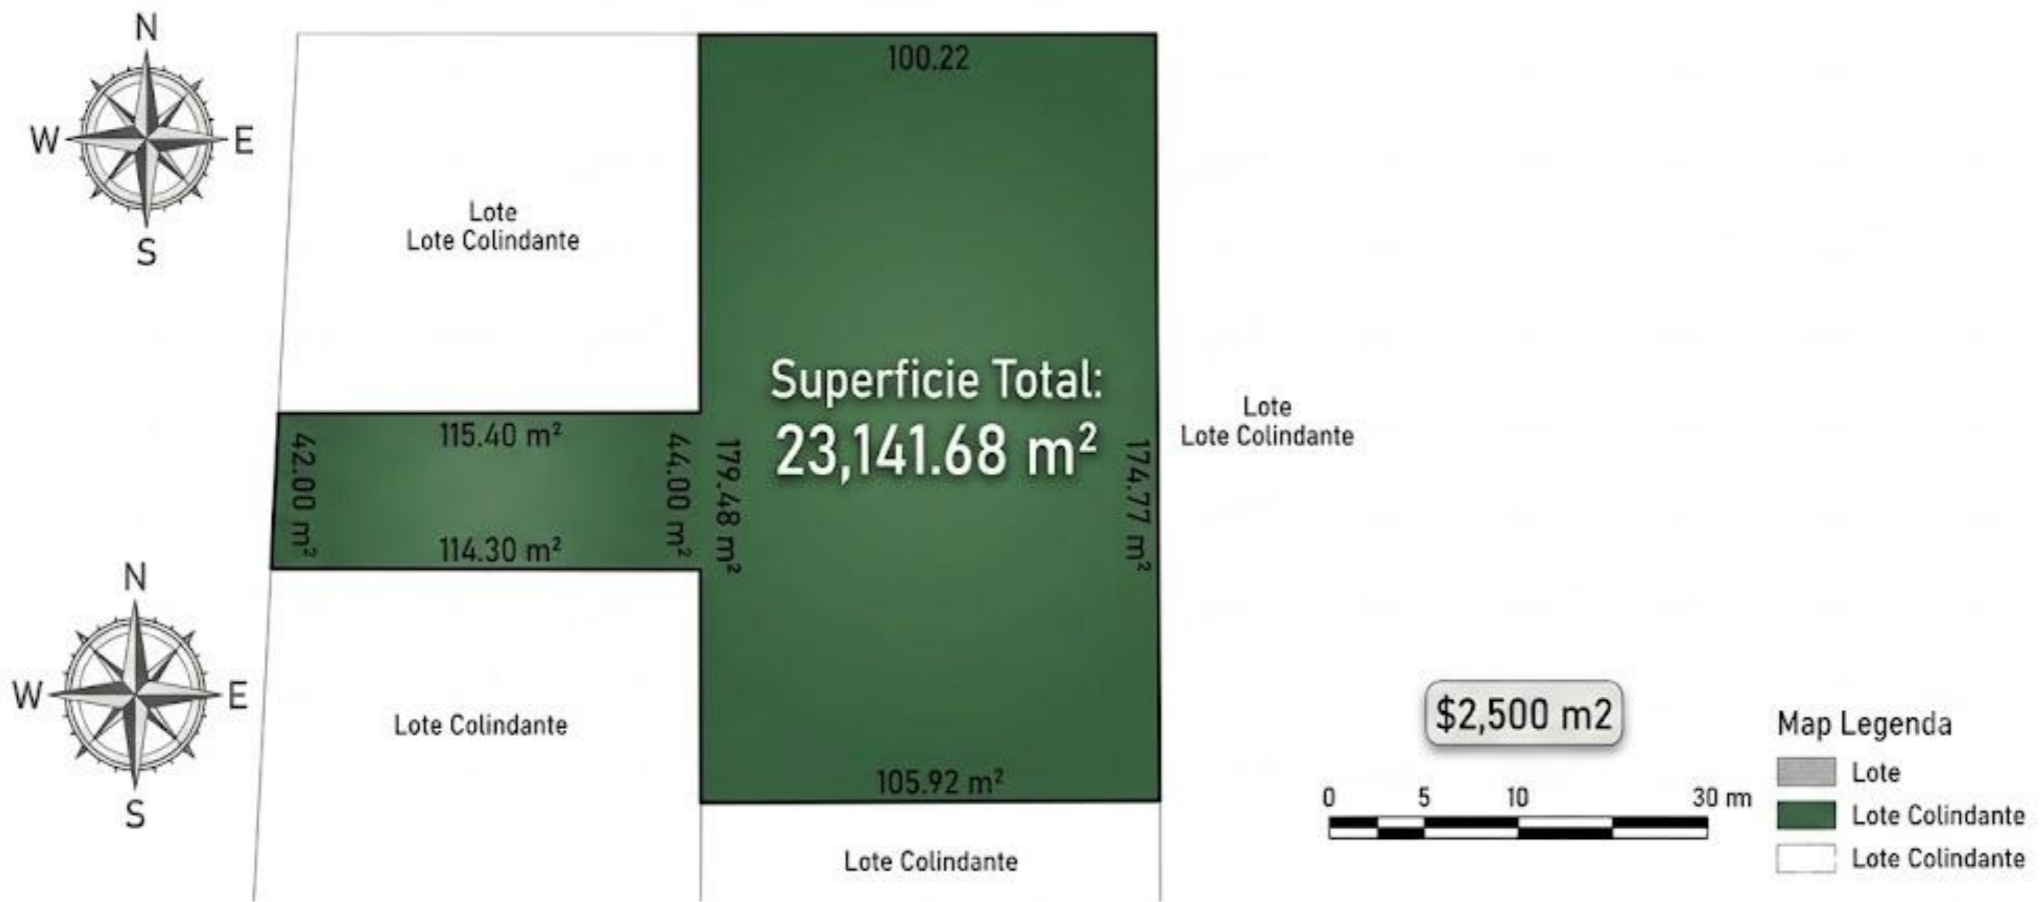 N
W
E
S
100.22
Lote
Lote Colindante
Superficie Total:
23,141.68 m²
Lote
Lote Colindante
115.40 m²
42.00 m²
44.00 m²
179.48 m²
174.77 m²
114.30 m²
N
W
E
S
Lote Colindante
105.92 m²
Lote Colindante
$2,500 m2
0 5 10 30 m
Map Legenda
Lote
Lote Colindante
Lote Colindante